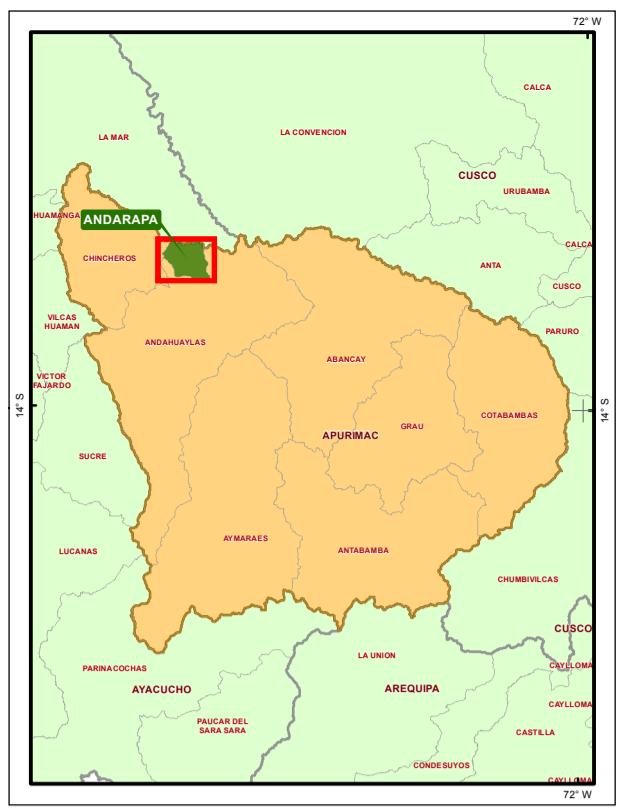 72° W
CALCA
LA MAR
LA CONVENCION
CUSCO
URUBAMBA
HUAMANGA
ANDARAPA
CALCA
CHINCHEROS
ANTA
CUSCO
VILCAS
HUAMAN
PARURO
ANDAHUAYLAS
ABANCAY
VICTOR
FAJARDO
14° S
14° S
COTABAMBAS
GRAU
APURIMAC
SUCRE
AYMARAES
ANTABAMBA
LUCANAS
CHUMBIVILCAS
CUSCO
LA UNION
PARINACOCHAS
CAYLLOMA
AYACUCHO
AREQUIPA
CAYLLOMA
PAUCAR DEL
SARA SARA
CASTILLA
CONDESUYOS
CAYLLOMA
72° W